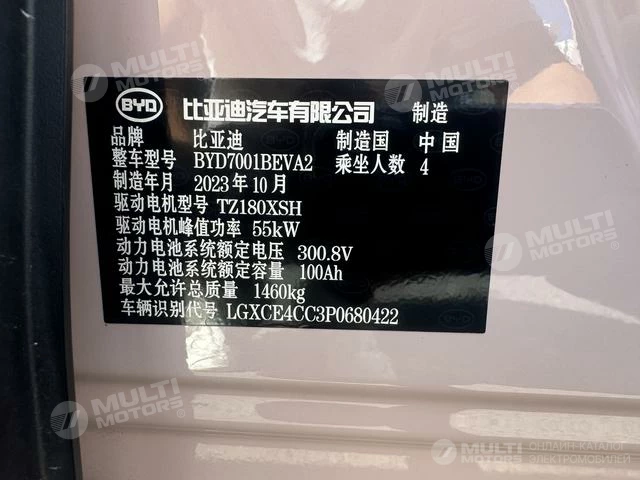 MULTI MOTORS®
BYD 比亚迪汽车有限公司 制造
品牌 比亚迪 制造国 中国
整车型号 BYD7001BEVA2 乘坐人数 4
制造年月 2023年10月
驱动电机型号 TZ180XSH
驱动电机峰值功率 55kW
动力电池系统额定电压 300.8V
动力电池系统额定容量 100Ah
最大允许总质量 1460kg
车辆识别代号 LGXCE4CC3P0680422
MULTI MOTORS®
MULTI MOTORS®
MULTI MOTORS
ОНЛАЙН-КАТАЛОГ ЭЛЕКТРОМОБИЛЕЙ